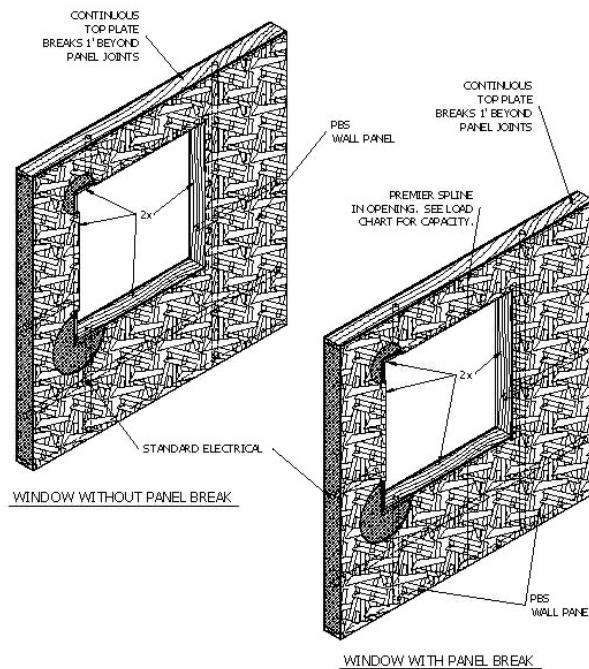 CONTINUOUS
TOP PLATE
BREAKS 1' BEYOND
PANEL JOINTS
PBS
WALL PANEL
2x
STANDARD ELECTRICAL
WINDOW WITHOUT PANEL BREAK
CONTINUOUS
TOP PLATE
BREAKS 1' BEYOND
PANEL JOINTS
PREMIER SPLINE
IN OPENING. SEE LOAD
CHART FOR CAPACITY.
2x
PBS
WALL PANEL
WINDOW WITH PANEL BREAK